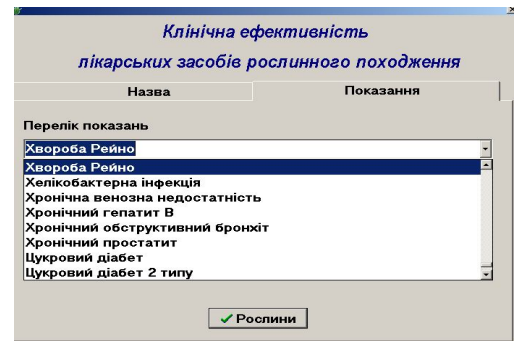 Клінічна ефективність
лікарських засобів рослинного походження
Назва Показання
Перелік показань
Хвороба Рейно
Хвороба Рейно
Хелікобактерна інфекція
Хронічна венозна недостатність
Хронічний гепатит В
Хронічний обструктивний бронхіт
Хронічний простатит
Цукровий діабет
Цукровий діабет 2 типу
Рослини